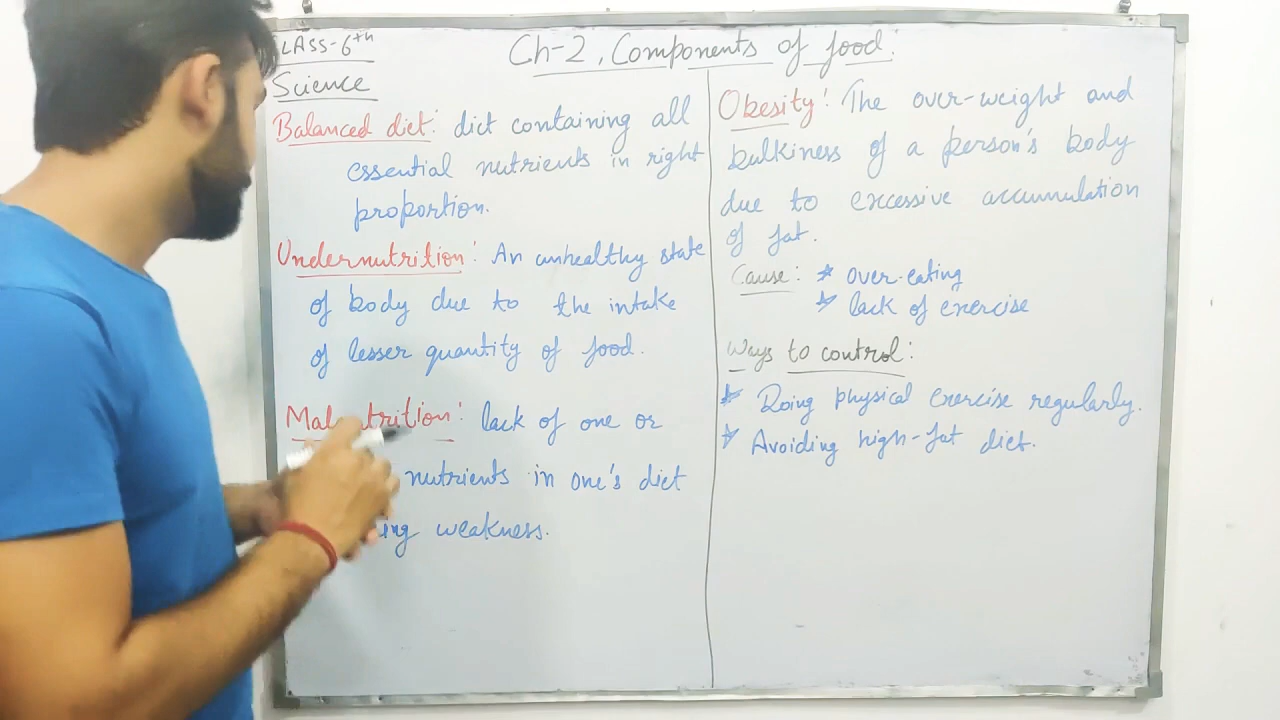 LASS-6th
Science
Ch-2, Components of food:
Balanced diet: diet containing all
essential nutrients in right
proportion.
Undernutrition: An unhealthy state
of body due to the intake
of lesser quantity of food.
lack of one or
nutrients in one's diet
weakness.
Obesity: The over-weight and
bulkiness of a person's body
due to excessive accumulation
of fat.
Cause: * over-eating
* lack of exercise
Ways to control:
* Doing physical exercise regularly.
* Avoiding high-fat diet.